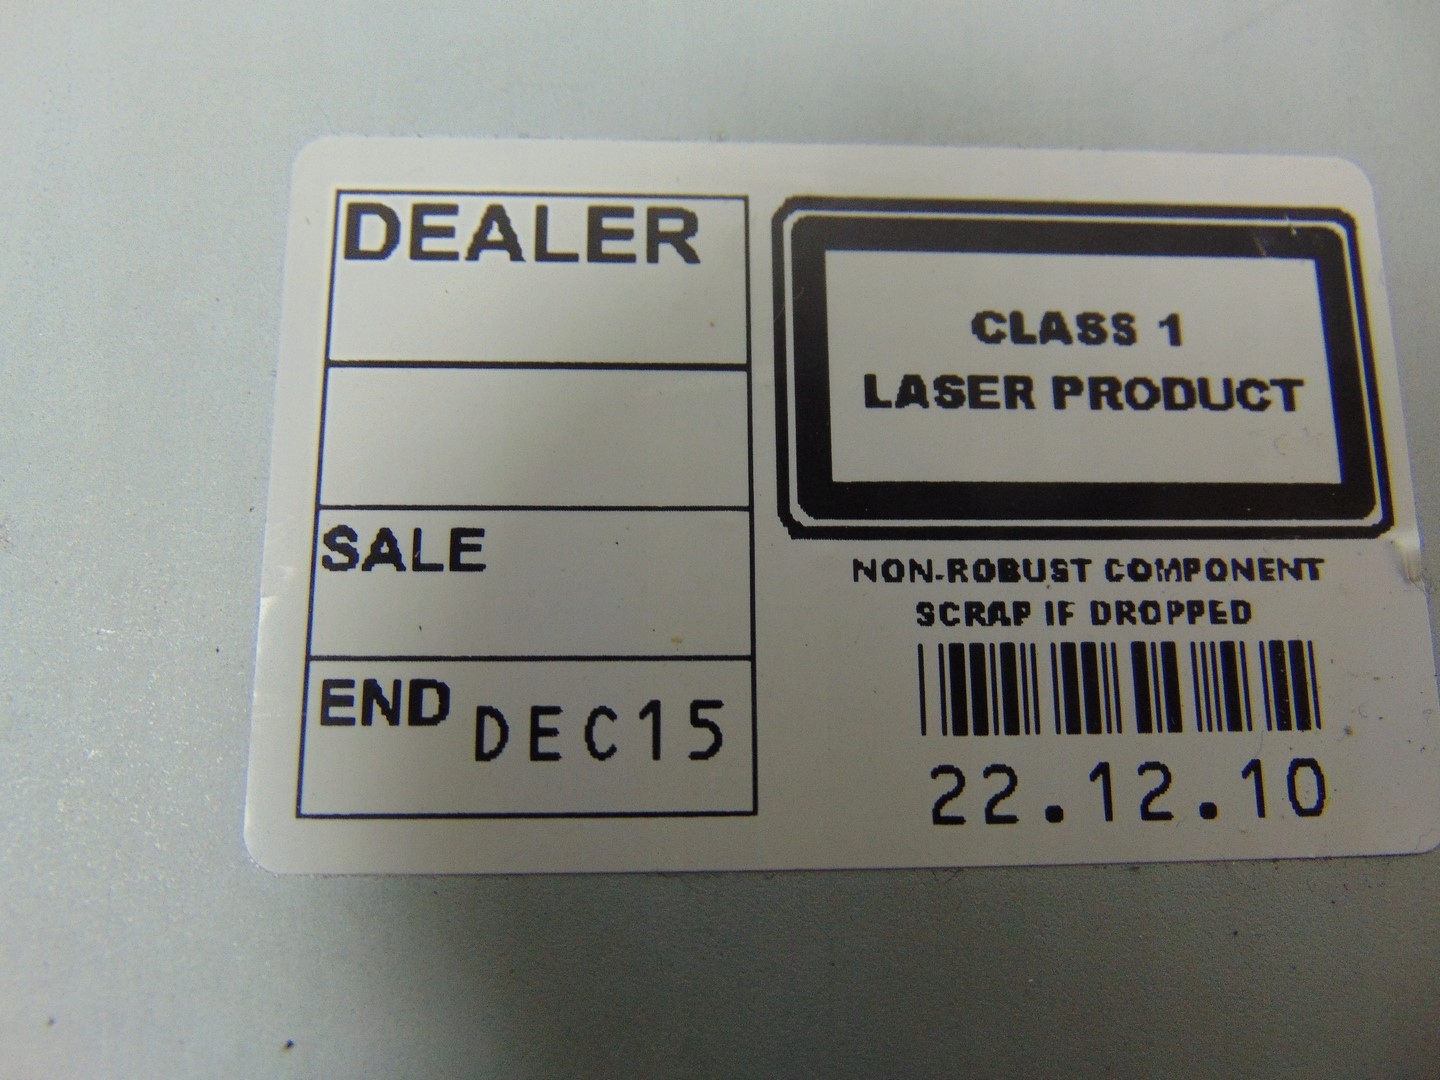 DEALER
SALE
END DEC15
CLASS 1
LASER PRODUCT
NON-ROBUST COMPONENT
SCRAP IF DROPPED
22.12.10